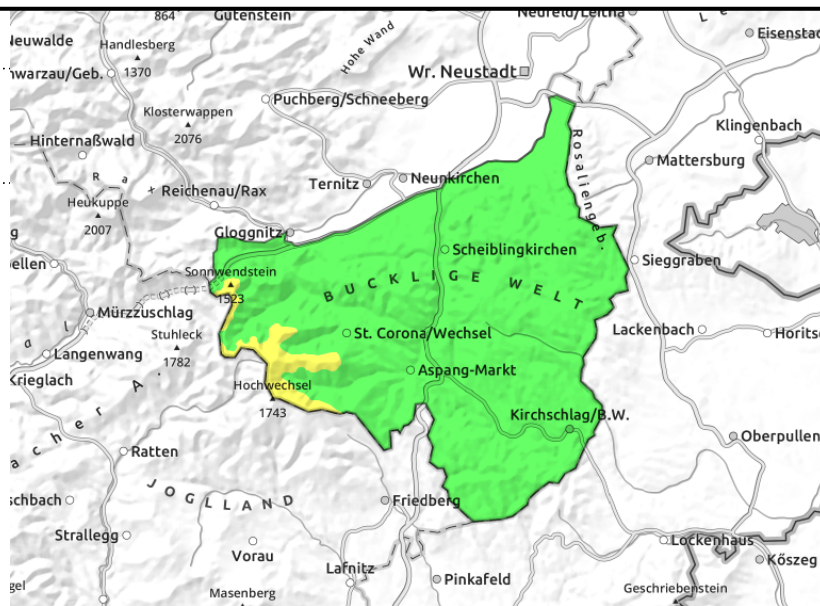 864
Gutenstein
Neufeld/Leitha
Eisenstad
Neuwalde
Handlesberg
1370
Hohe Wand
hwarzau/Geb.
Wr. Neustadt
Puchberg/Schneeberg
Klosterwappen
2076
Klingenbach
Hinternaßwald
Rosaliengeb.
Mattersburg
R a x
Ternitz
Neunkirchen
Reichenau/Rax
Heukuppe
2007
Gloggnitz
Scheiblingkirchen
Sieggraben
ellen
Sonnwendstein
1523
BUCKLIGE WELT
Mürzzuschlag
Stuhleck
1782
St. Corona/Wechsel
Lackenbach
Horitsc
Langenwang
Krieglach
Aspang-Markt
Hochwechsel
1743
Kirchschlag/B.W.
Oberpullen
acher A.
Ratten
JOGLLAND
schbach
Friedberg
Strallegg
Vorau
Lockenhaus
Kőszeg
Lafnitz
Pinkafeld
gel
Masenberg
Geschriebenstein